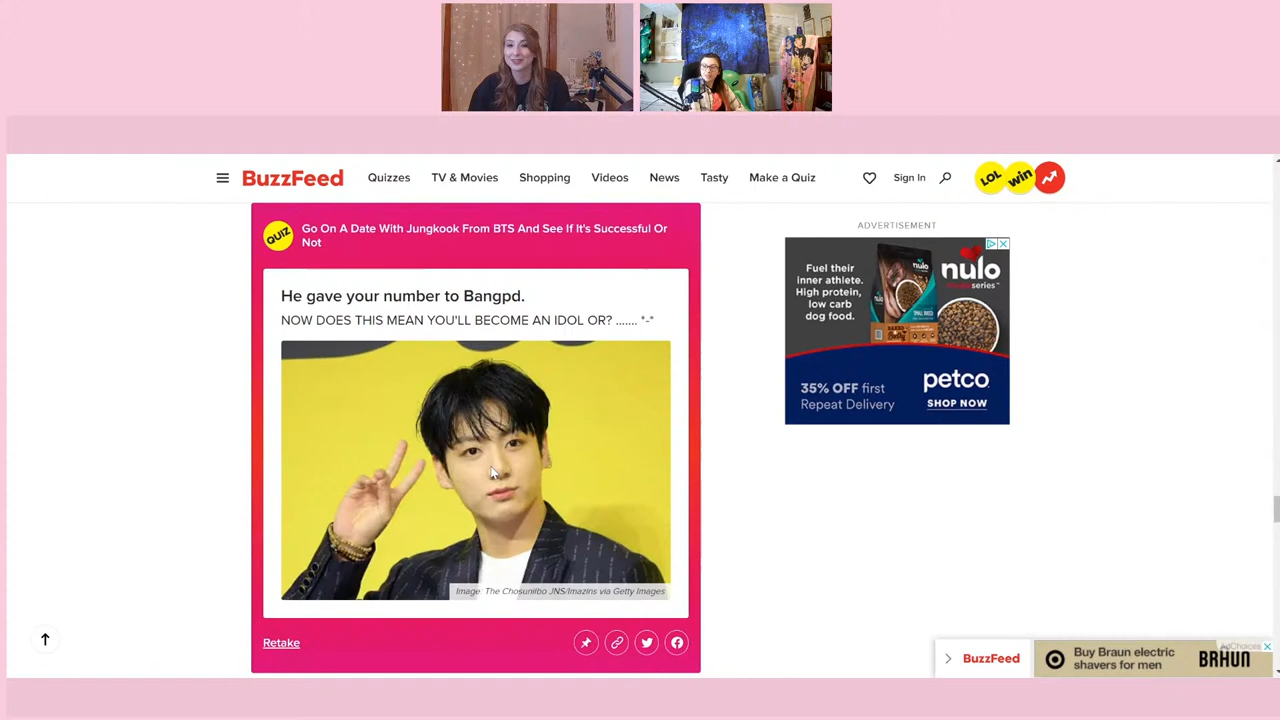 BuzzFeed
Quizzes
TV & Movies
Shopping
Videos
News
Tasty
Make a Quiz
Sign In
LOL
win
QUIZ
Go On A Date With Jungkook From BTS And See If It's Successful Or
Not
He gave your number to Bangpd.
NOW DOES THIS MEAN YOU'LL BECOME AN IDOL OR? ....... *-*
Image: The Chosunilbo JNS/Imazins via Getty Images
Retake
ADVERTISEMENT
Fuel their
inner athlete.
High protein,
low carb
dog food.
nulo
series™
nulo
35% OFF first
Repeat Delivery
petco
SHOP NOW
BuzzFeed
Buy Braun electric
shavers for men
BRAUN
AdChoices